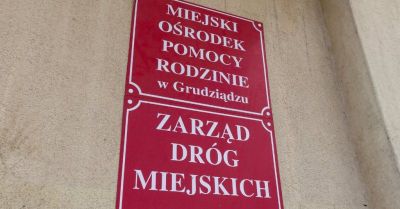 MIEJSKI
OŚRODEK
POMOCY
RODZINIE
w Grudziądzu
ZARZĄD
DRÓG
MIEJSKICH